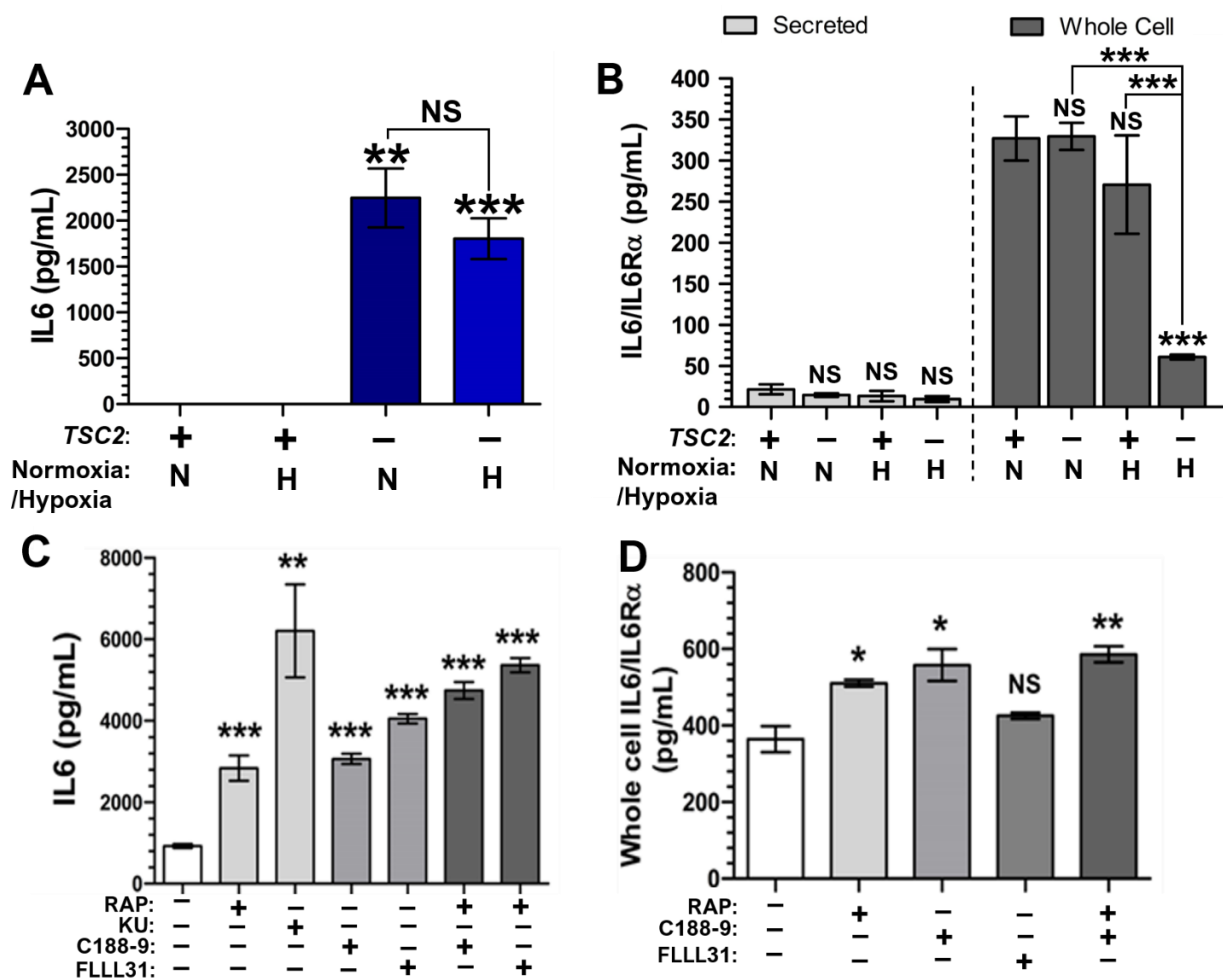 Secreted Whole Cell
A
IL6 (pg/mL)
3000
2500
2000
1500
1000
500
0
NS
** ***
TSC2: + + – –
Normoxia: N H N H
/Hypoxia
B
IL6/IL6Rα (pg/mL)
400
350
300
250
200
150
100
50
0
***
***
NS NS NS NS NS ***
TSC2: + – + – + – + –
Normoxia: N N H H N N H H
/Hypoxia
C
IL6 (pg/mL)
8000
6000
4000
2000
0
*** ** *** *** *** ***
RAP: – + – – – + +
KU: – – + – – – –
C188-9: – – – + – + –
FLLL31: – – – – + – +
D
Whole cell IL6/IL6Rα
(pg/mL)
800
600
400
200
0
* * NS **
RAP: – + – – +
C188-9: – – + – +
FLLL31: – – – + –